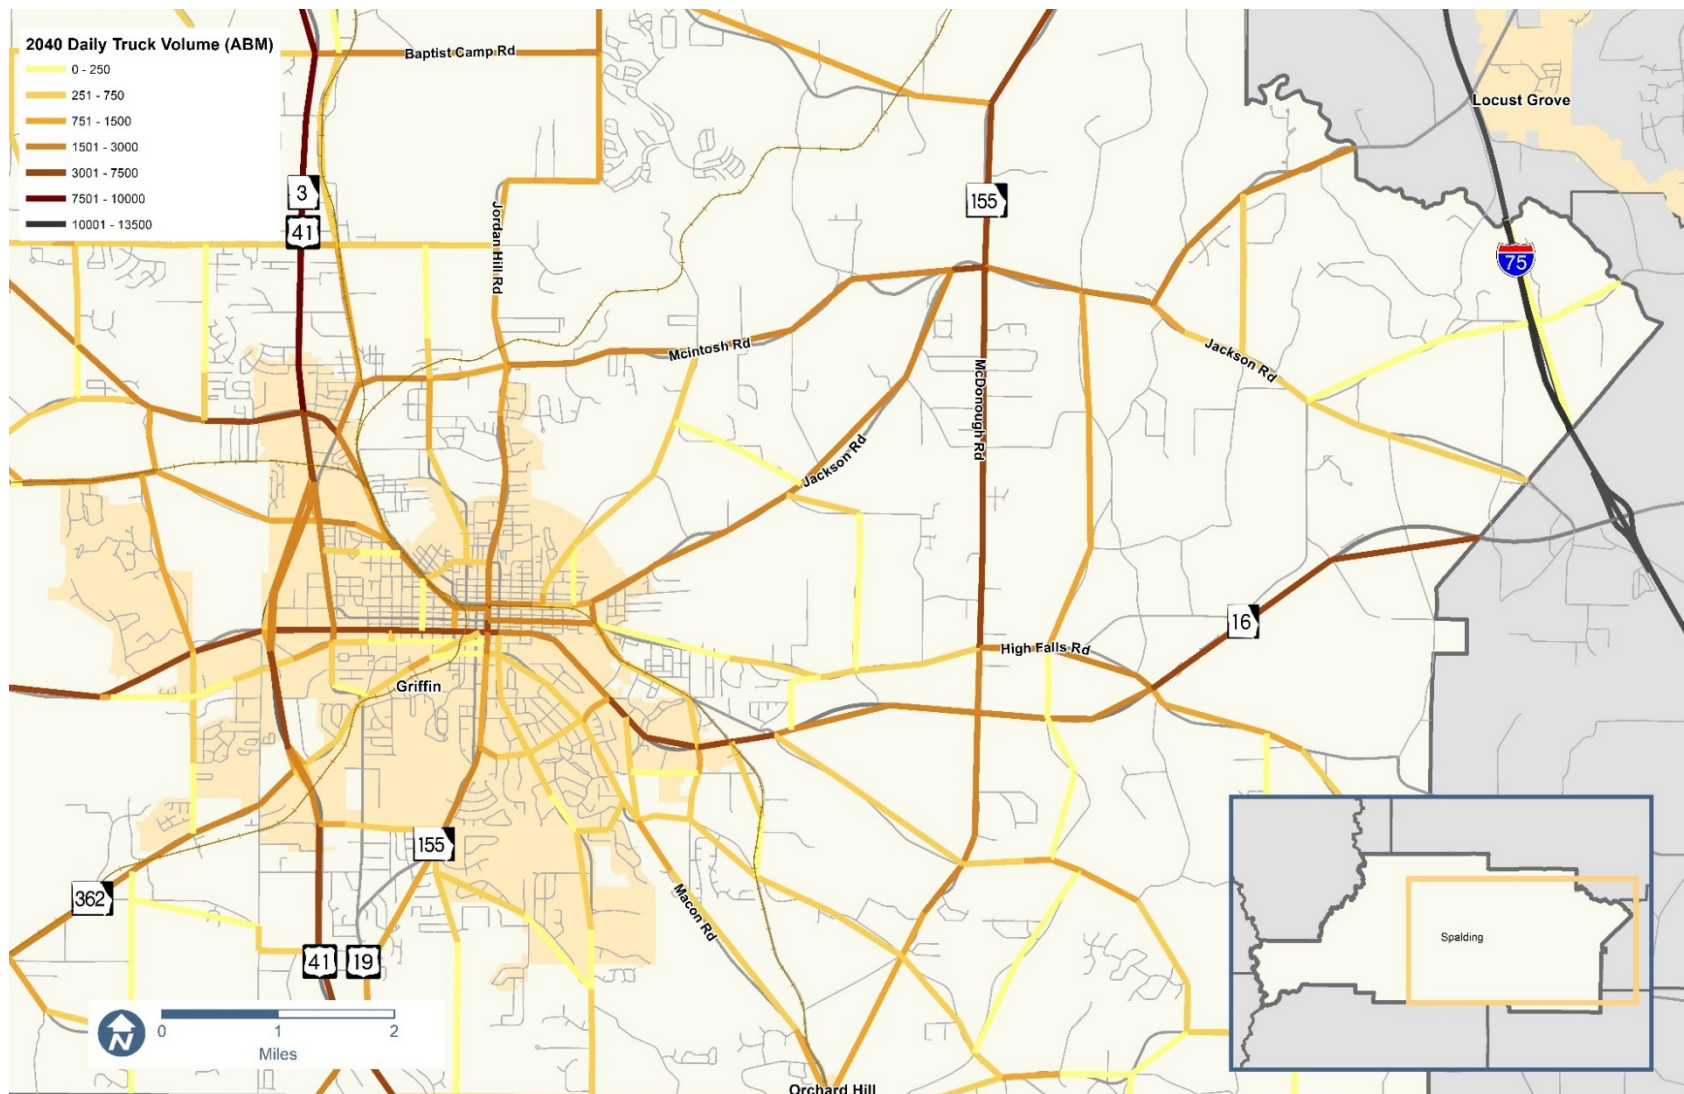 2040 Daily Truck Volume (ABM)
0 - 250
251 - 750
751 - 1500
1501 - 3000
3001 - 7500
7501 - 10000
10001 - 13500
Baptist Camp Rd
Locust Grove
3
41
Jordan Hill Rd
155
75
Mcintosh Rd
McDonough Rd
Jackson Rd
Jackson Rd
16
High Falls Rd
Griffin
155
362
Macon Rd
41
19
Spalding
0 1 2
Miles
N
Orchard Hill